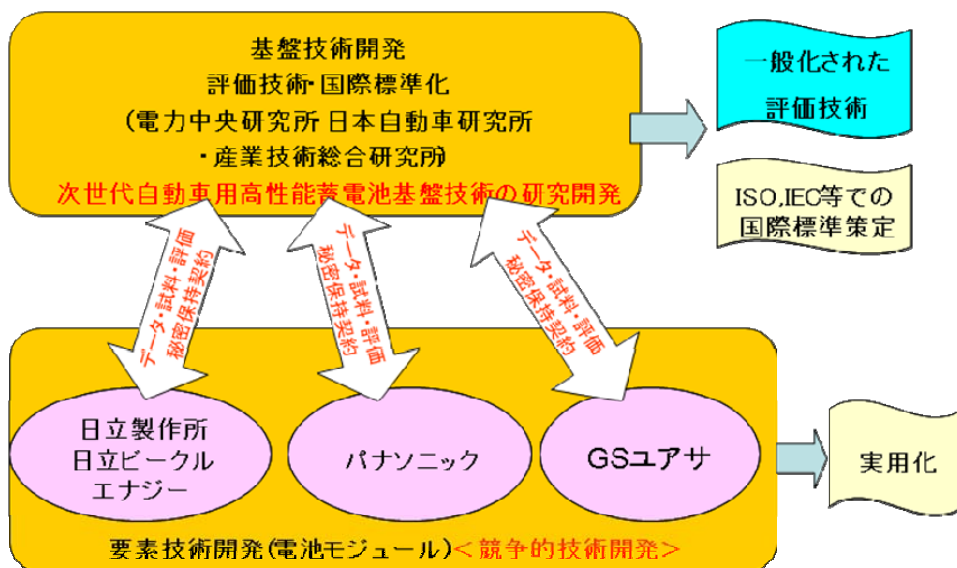 基盤技術開発
評価技術・国際標準化
(電力中央研究所 日本自動車研究所
・産業技術総合研究所)
次世代自動車用高性能蓄電池基盤技術の研究開発
一般化された
評価技術
ISO,IEC等での
国際標準策定
データ・試料・評価
秘密保持契約
データ・試料・評価
秘密保持契約
データ・試料・評価
秘密保持契約
日立製作所
日立ビークル
エナジー
パナソニック
GSユアサ
実用化
要素技術開発(電池モジュール)<競争的技術開発>